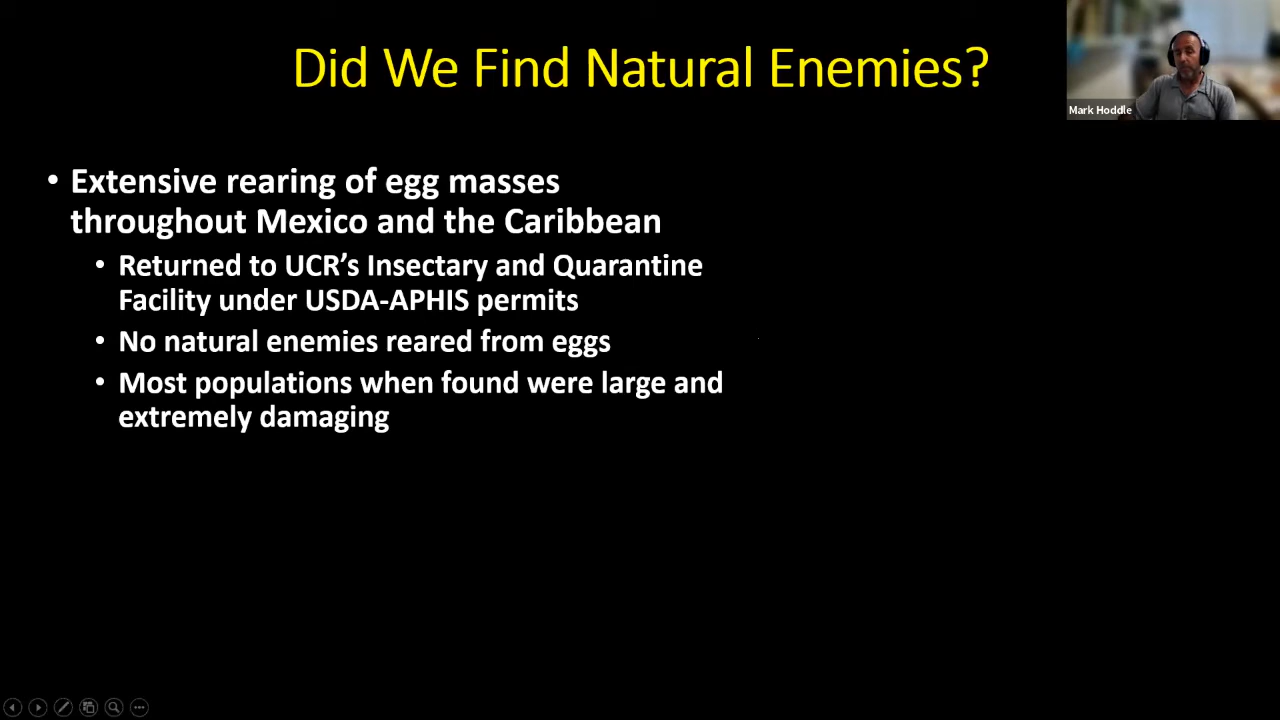 Did We Find Natural Enemies?
Mark Hoddle
• Extensive rearing of egg masses
throughout Mexico and the Caribbean
• Returned to UCR's Insectary and Quarantine
Facility under USDA-APHIS permits
• No natural enemies reared from eggs
• Most populations when found were large and
extremely damaging